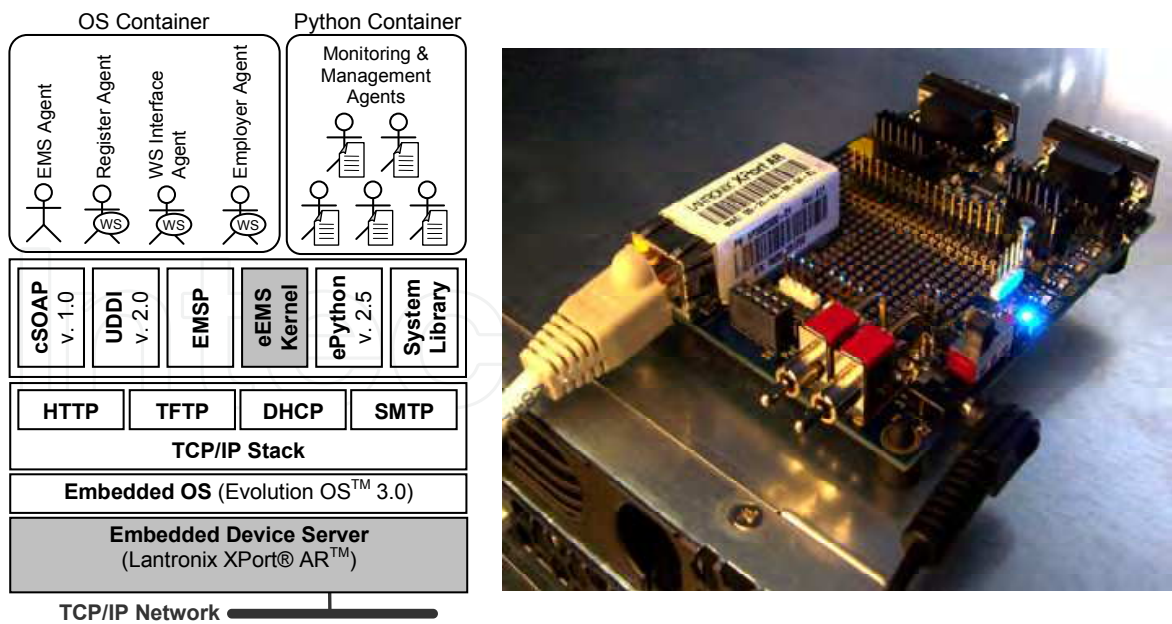 OS Container
Python Container
EMS Agent
Register Agent
WS Interface
Agent
Employer Agent
WS
WS
WS
Monitoring &
Management
Agents
cSOAP
v. 1.0
UDDI
v. 2.0
EMSP
eEMS
Kernel
ePython
v. 2.5
System
Library
HTTP
TFTP
DHCP
SMTP
TCP/IP Stack
Embedded OS (Evolution OS™ 3.0)
Embedded Device Server
(Lantronix XPort® AR™)
TCP/IP Network
LANTRONIX XPort AR